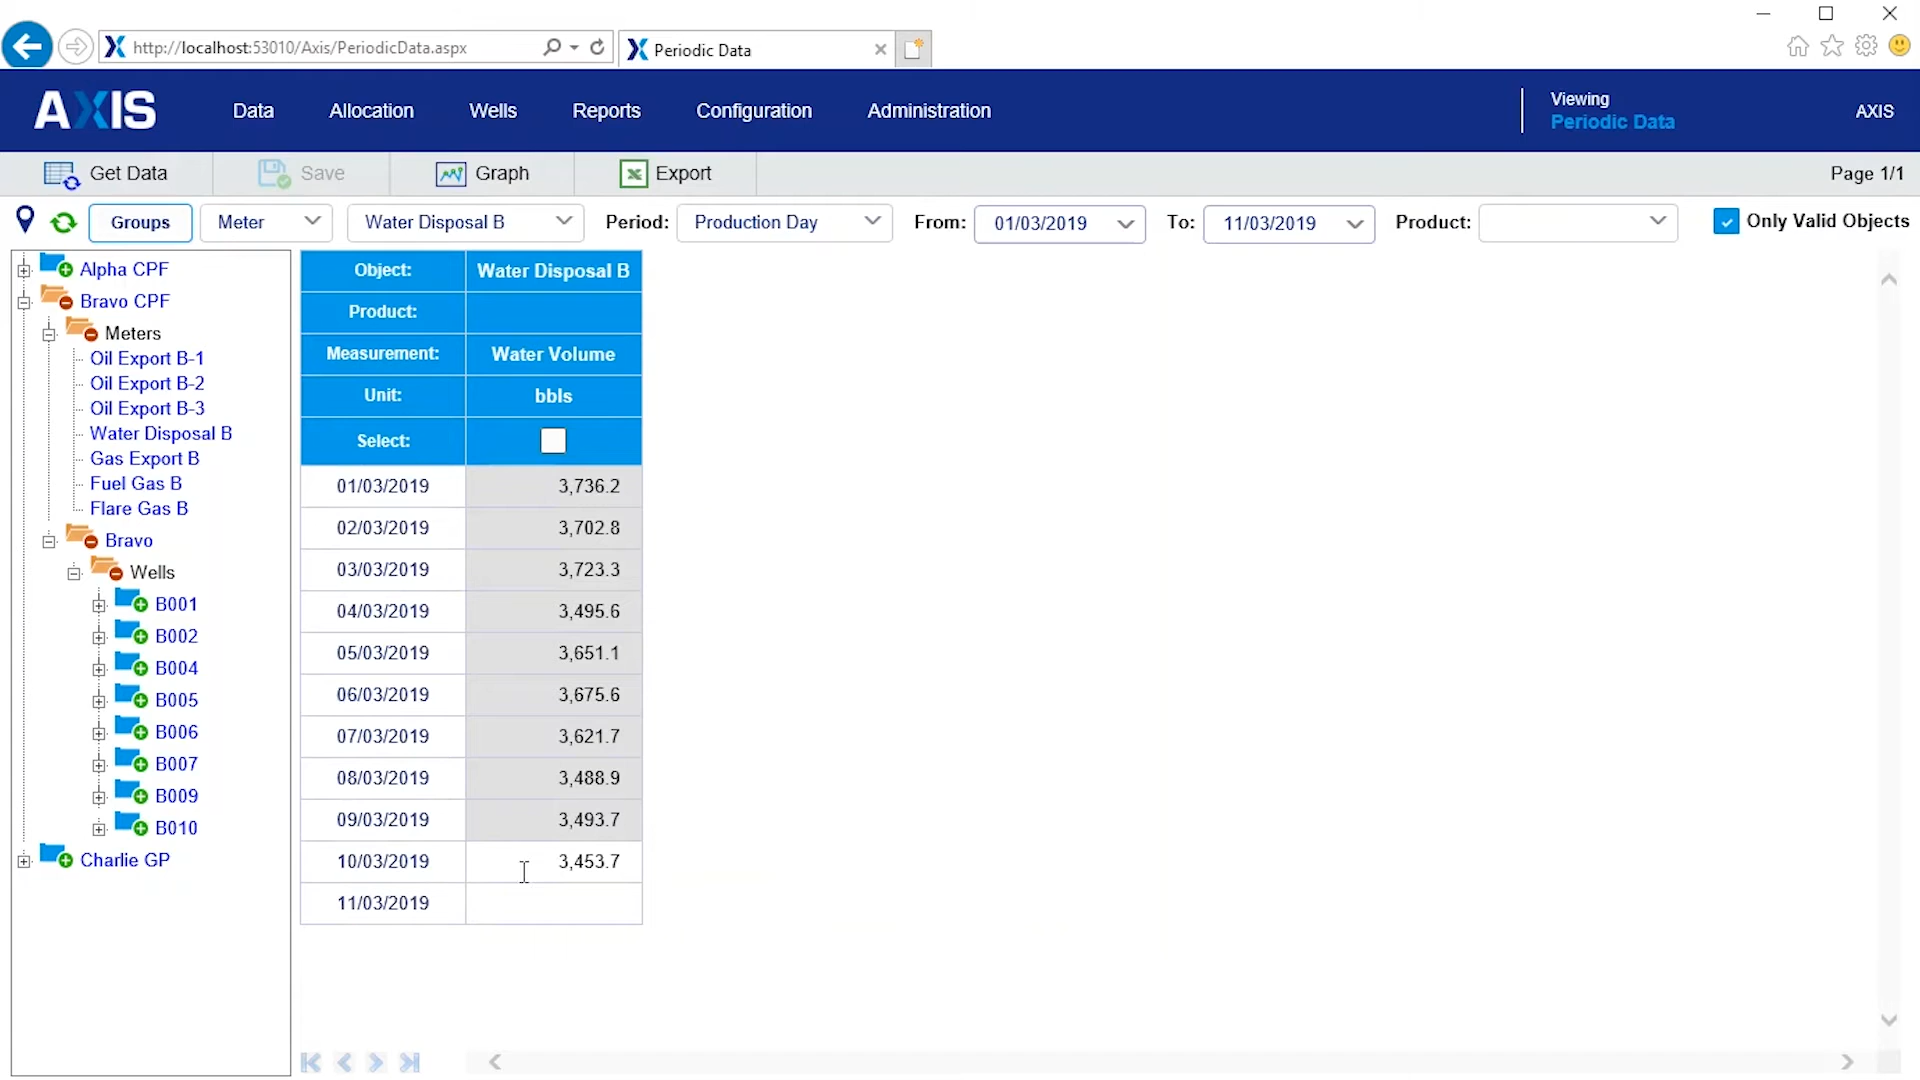 http://localhost:53010/Axis/PeriodicData.aspx
Periodic Data
AXIS
Data
Allocation
Wells
Reports
Configuration
Administration
Viewing
Periodic Data
AXIS
Get Data
Save
Graph
Export
Page 1/1
Groups
Meter
Water Disposal B
Period:
Production Day
From:
01/03/2019
To:
11/03/2019
Product:
Only Valid Objects
Alpha CPF
Bravo CPF
Meters
Oil Export B-1
Oil Export B-2
Oil Export B-3
Water Disposal B
Gas Export B
Fuel Gas B
Flare Gas B
Bravo
Wells
B001
B002
B004
B005
B006
B007
B009
B010
Charlie GP
Object: Water Disposal B
Product:
Measurement: Water Volume
Unit: bbls
Select:
01/03/2019 3,736.2
02/03/2019 3,702.8
03/03/2019 3,723.3
04/03/2019 3,495.6
05/03/2019 3,651.1
06/03/2019 3,675.6
07/03/2019 3,621.7
08/03/2019 3,488.9
09/03/2019 3,493.7
10/03/2019 3,453.7
11/03/2019